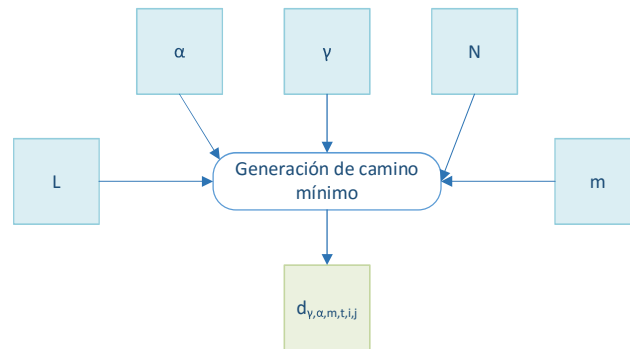 α
γ
N
L
Generación de camino
mínimo
m
dγ,α,m,t,i,j